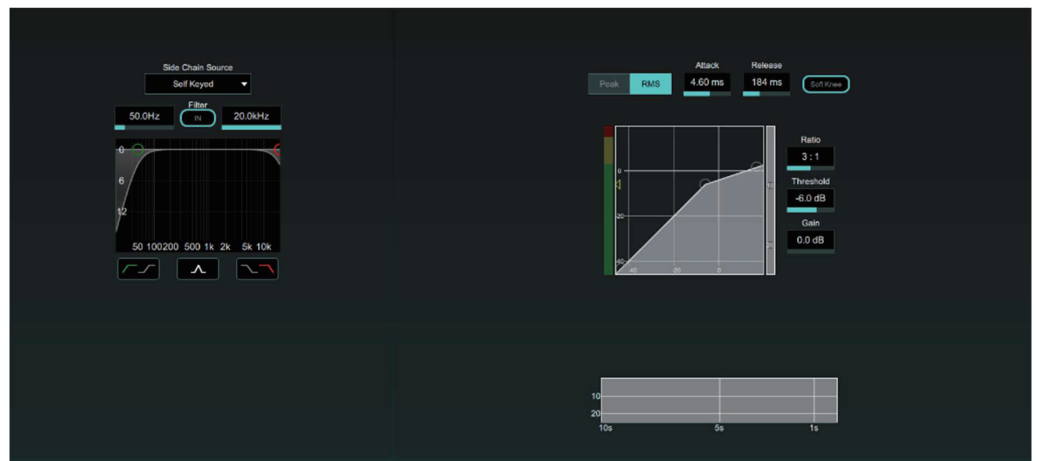 Side Chain Source
Self Keyed
Filter
50.0Hz IN 20.0kHz
0
6
12
50 100200 500 1k 2k 5k 10k
Attack Release
Peak RMS 4.60 ms 184 ms Soft Knee
Ratio
3 : 1
Threshold
-6.0 dB
Gain
0.0 dB
0
-20
-40
-40 20 0
10
20
10s 5s 1s